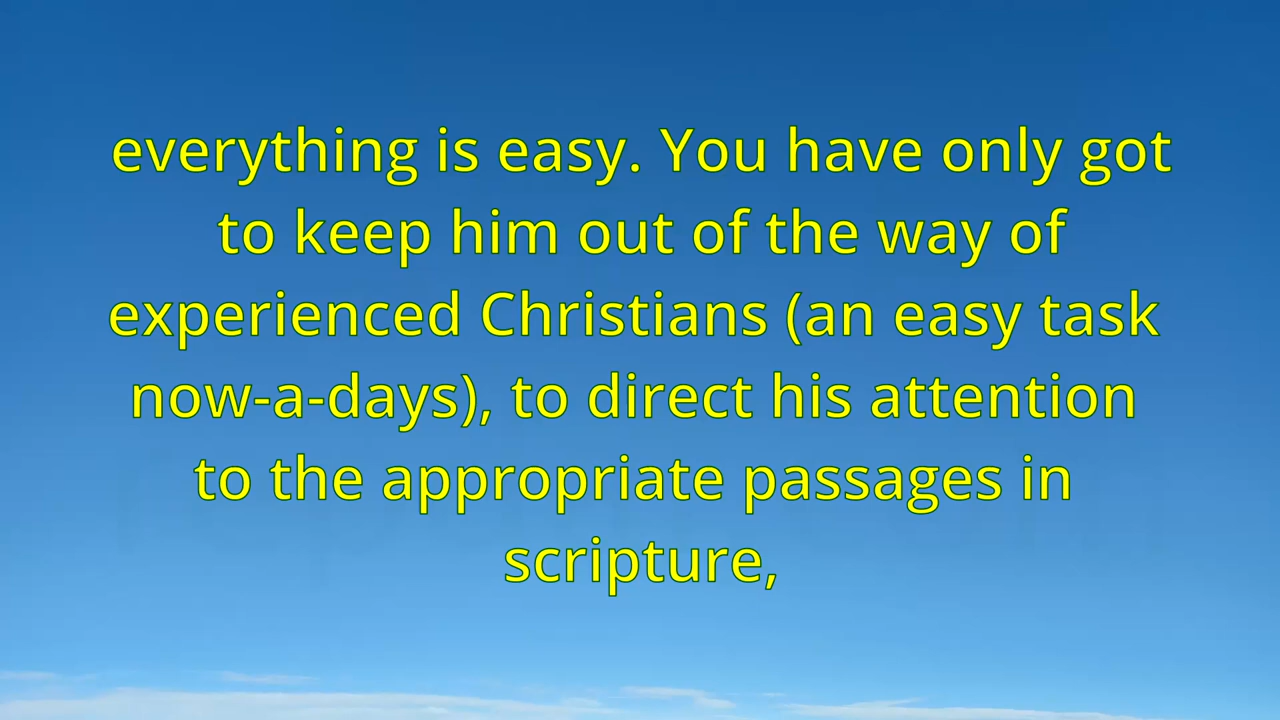 everything is easy. You have only got
to keep him out of the way of
experienced Christians (an easy task
now-a-days), to direct his attention
to the appropriate passages in
scripture,